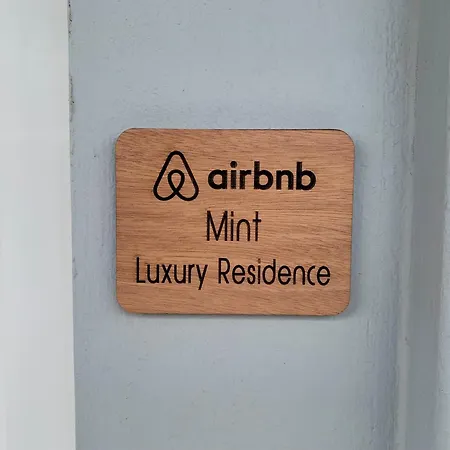 airbnb
Mint
Luxury Residence